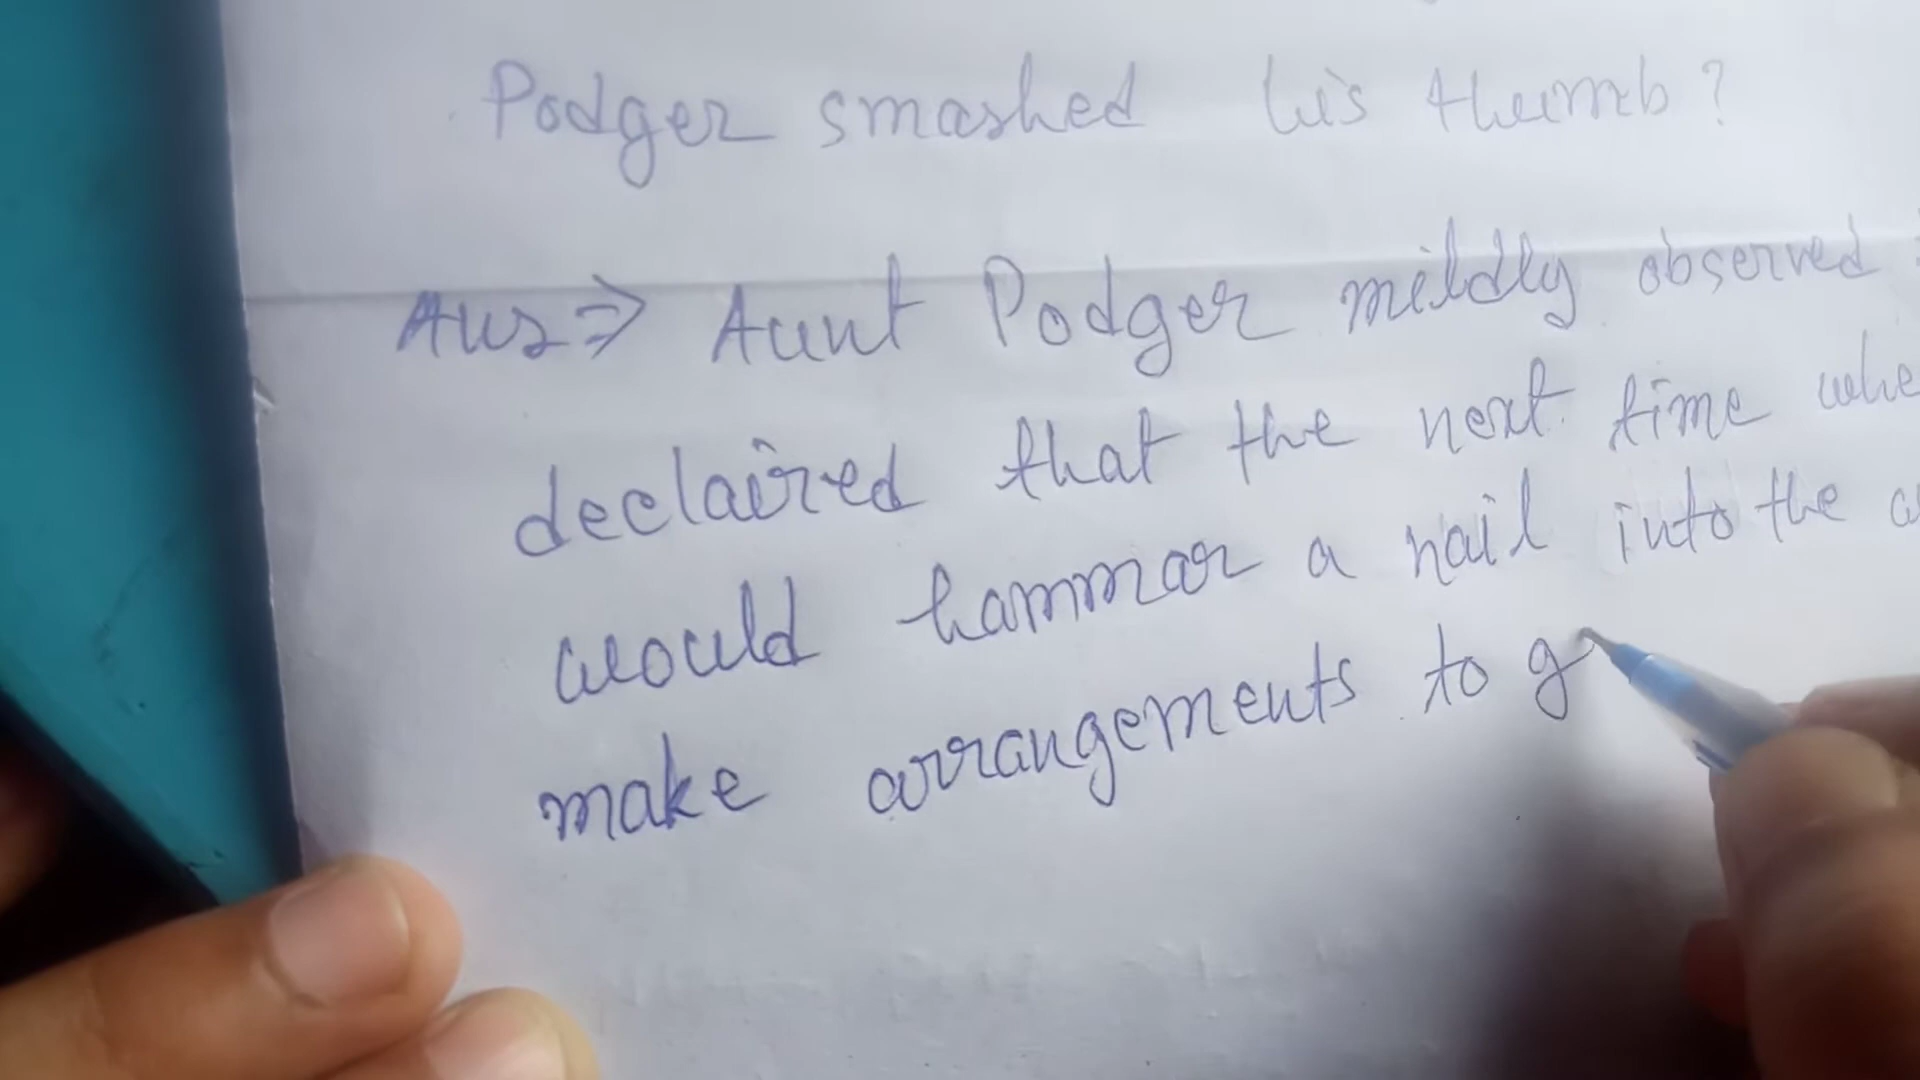 Podger smashed his thumb?
Ans⇒ Aunt Podger mildly observed
declaired that the next time
would hammar a nail into the
make arrangements to g